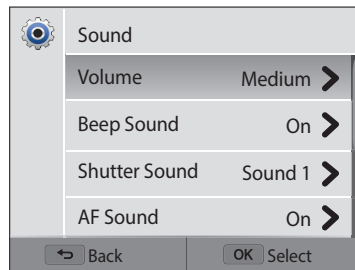 Sound
Volume Medium
Beep Sound On
Shutter Sound Sound 1
AF Sound On
Back OK Select